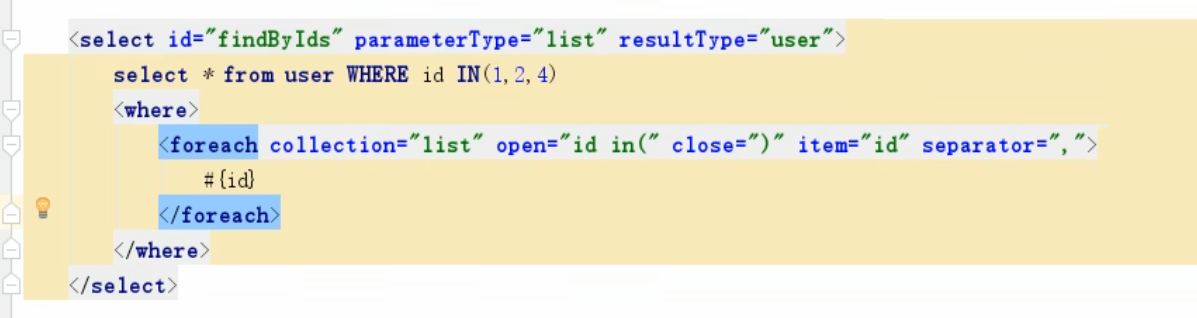 <select id="findByIds" parameterType="list" resultType="user">
select * from user WHERE id IN(1,2,4)
<where>
<foreach collection="list" open="id in(" close=")" item="id" separator=",">
#{id}
</foreach>
</where>
</select>